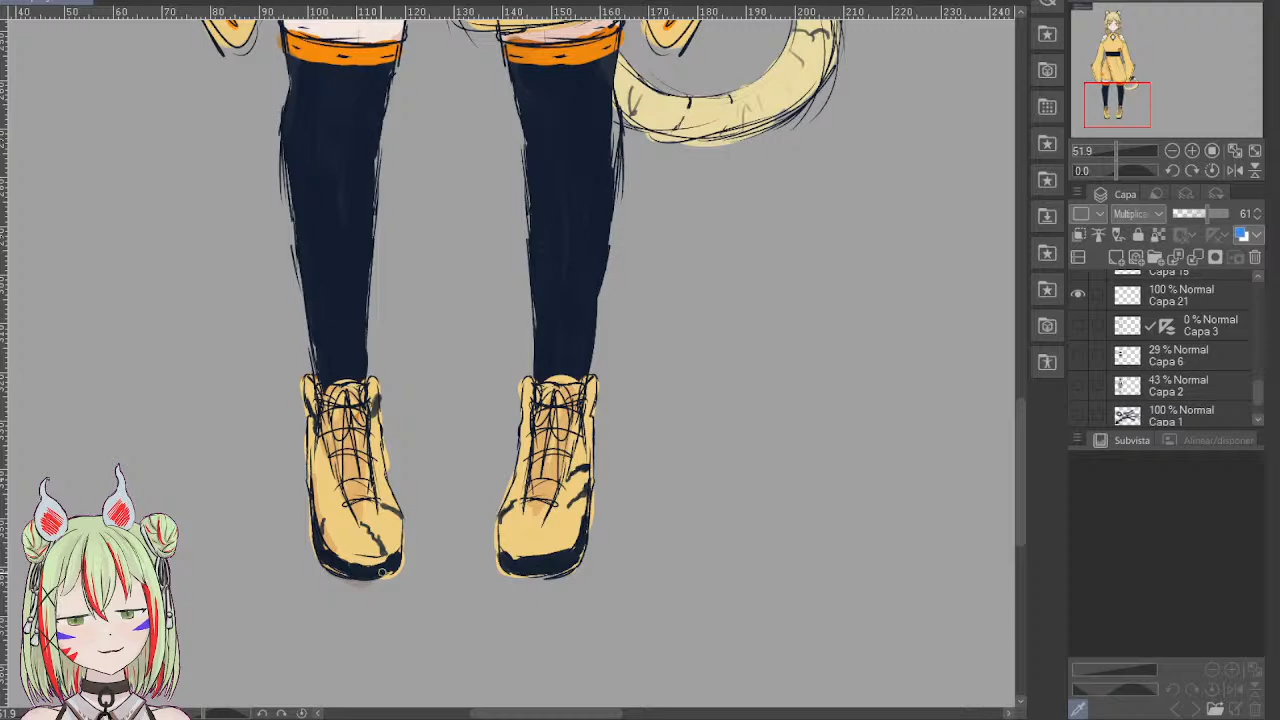 40 50 60 70 80 90 100 110 120 130 140 150 160 170 180 190 200 210 220 230 240
51.9
0.0
Capa
Multiplica 61
Capa 15
100 % Normal
Capa 21
0 % Normal
Capa 3
29 % Normal
Capa 6
43 % Normal
Capa 2
100 % Normal
Capa 1
Subvista Alinear/disponer